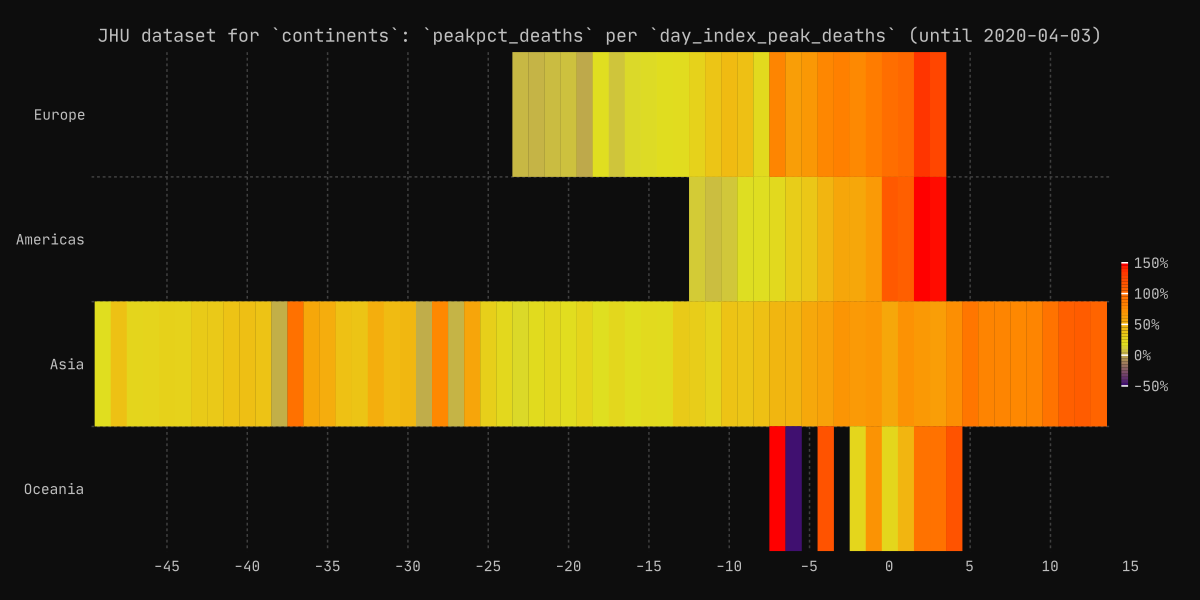 JHU dataset for `continents`: `peakpct_deaths` per `day_index_peak_deaths` (until 2020-04-03)
Europe
Americas
Asia
Oceania
150%
100%
50%
0%
-50%
-45 -40 -35 -30 -25 -20 -15 -10 -5 0 5 10 15